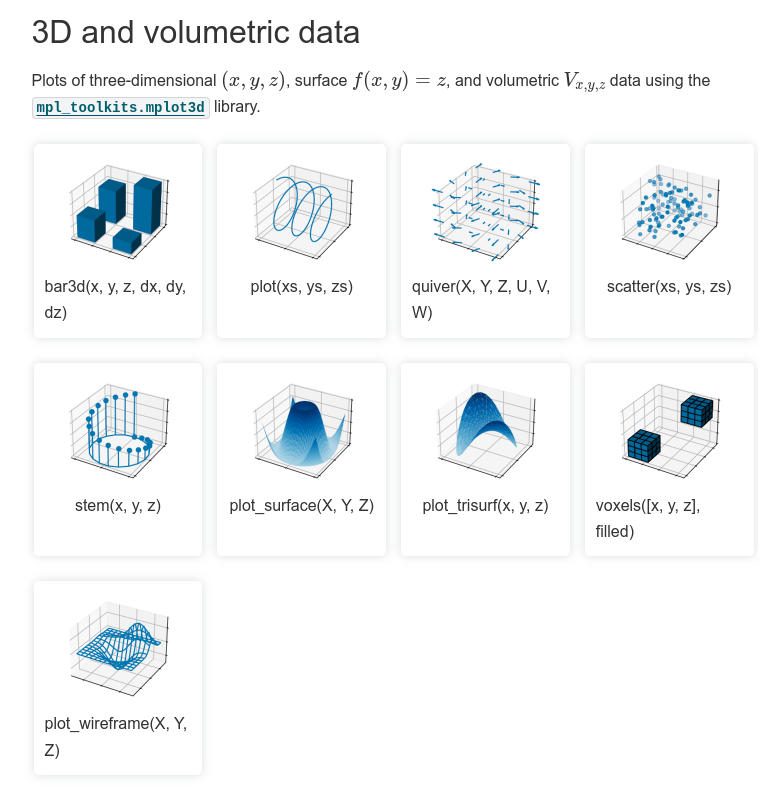 3D and volumetric data
Plots of three-dimensional (x, y, z), surface f(x, y) = z, and volumetric Vx,y,z data using the
mpl_toolkits.mplot3d library.
bar3d(x, y, z, dx, dy,
dz)
plot(xs, ys, zs)
quiver(X, Y, Z, U, V,
W)
scatter(xs, ys, zs)
stem(x, y, z)
plot_surface(X, Y, Z)
plot_trisurf(x, y, z)
voxels([x, y, z],
filled)
plot_wireframe(X, Y,
Z)